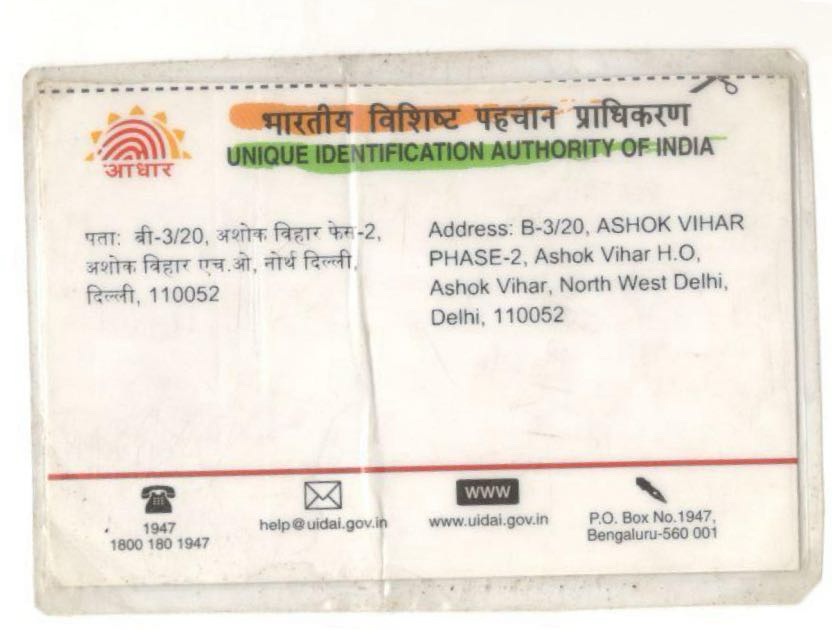 भारतीय विशिष्ट पहचान प्राधिकरण
UNIQUE IDENTIFICATION AUTHORITY OF INDIA
आधार
पता: बी-3/20, अशोक विहार फेस-2,
अशोक विहार एच.ओ, नोर्थ दिल्ली,
दिल्ली, 110052
Address: B-3/20, ASHOK VIHAR
PHASE-2, Ashok Vihar H.O,
Ashok Vihar, North West Delhi,
Delhi, 110052
1947
1800 180 1947
help@uidai.gov.in
WWW
www.uidai.gov.in
P.O. Box No.1947,
Bengaluru-560 001